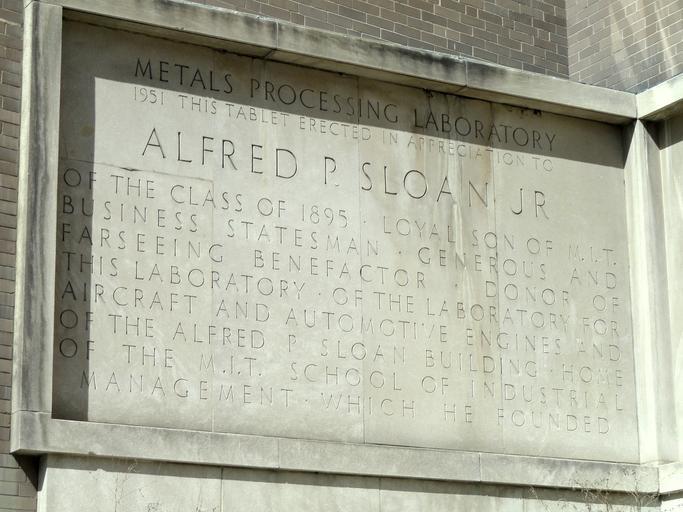 METALS PROCESSING LABORATORY
1951 THIS TABLET ERECTED IN APPRECIATION TO
ALFRED P. SLOAN JR
OF THE CLASS OF 1895 · LOYAL SON OF M.I.T.
BUSINESS STATESMAN · GENEROUS AND
FARSEEING BENEFACTOR · DONOR OF
THIS LABORATORY · OF THE LABORATORY FOR
AIRCRAFT AND AUTOMOTIVE ENGINES AND
OF THE ALFRED P. SLOAN BUILDING · HOME
OF THE M.I.T. SCHOOL OF INDUSTRIAL
MANAGEMENT · WHICH HE FOUNDED